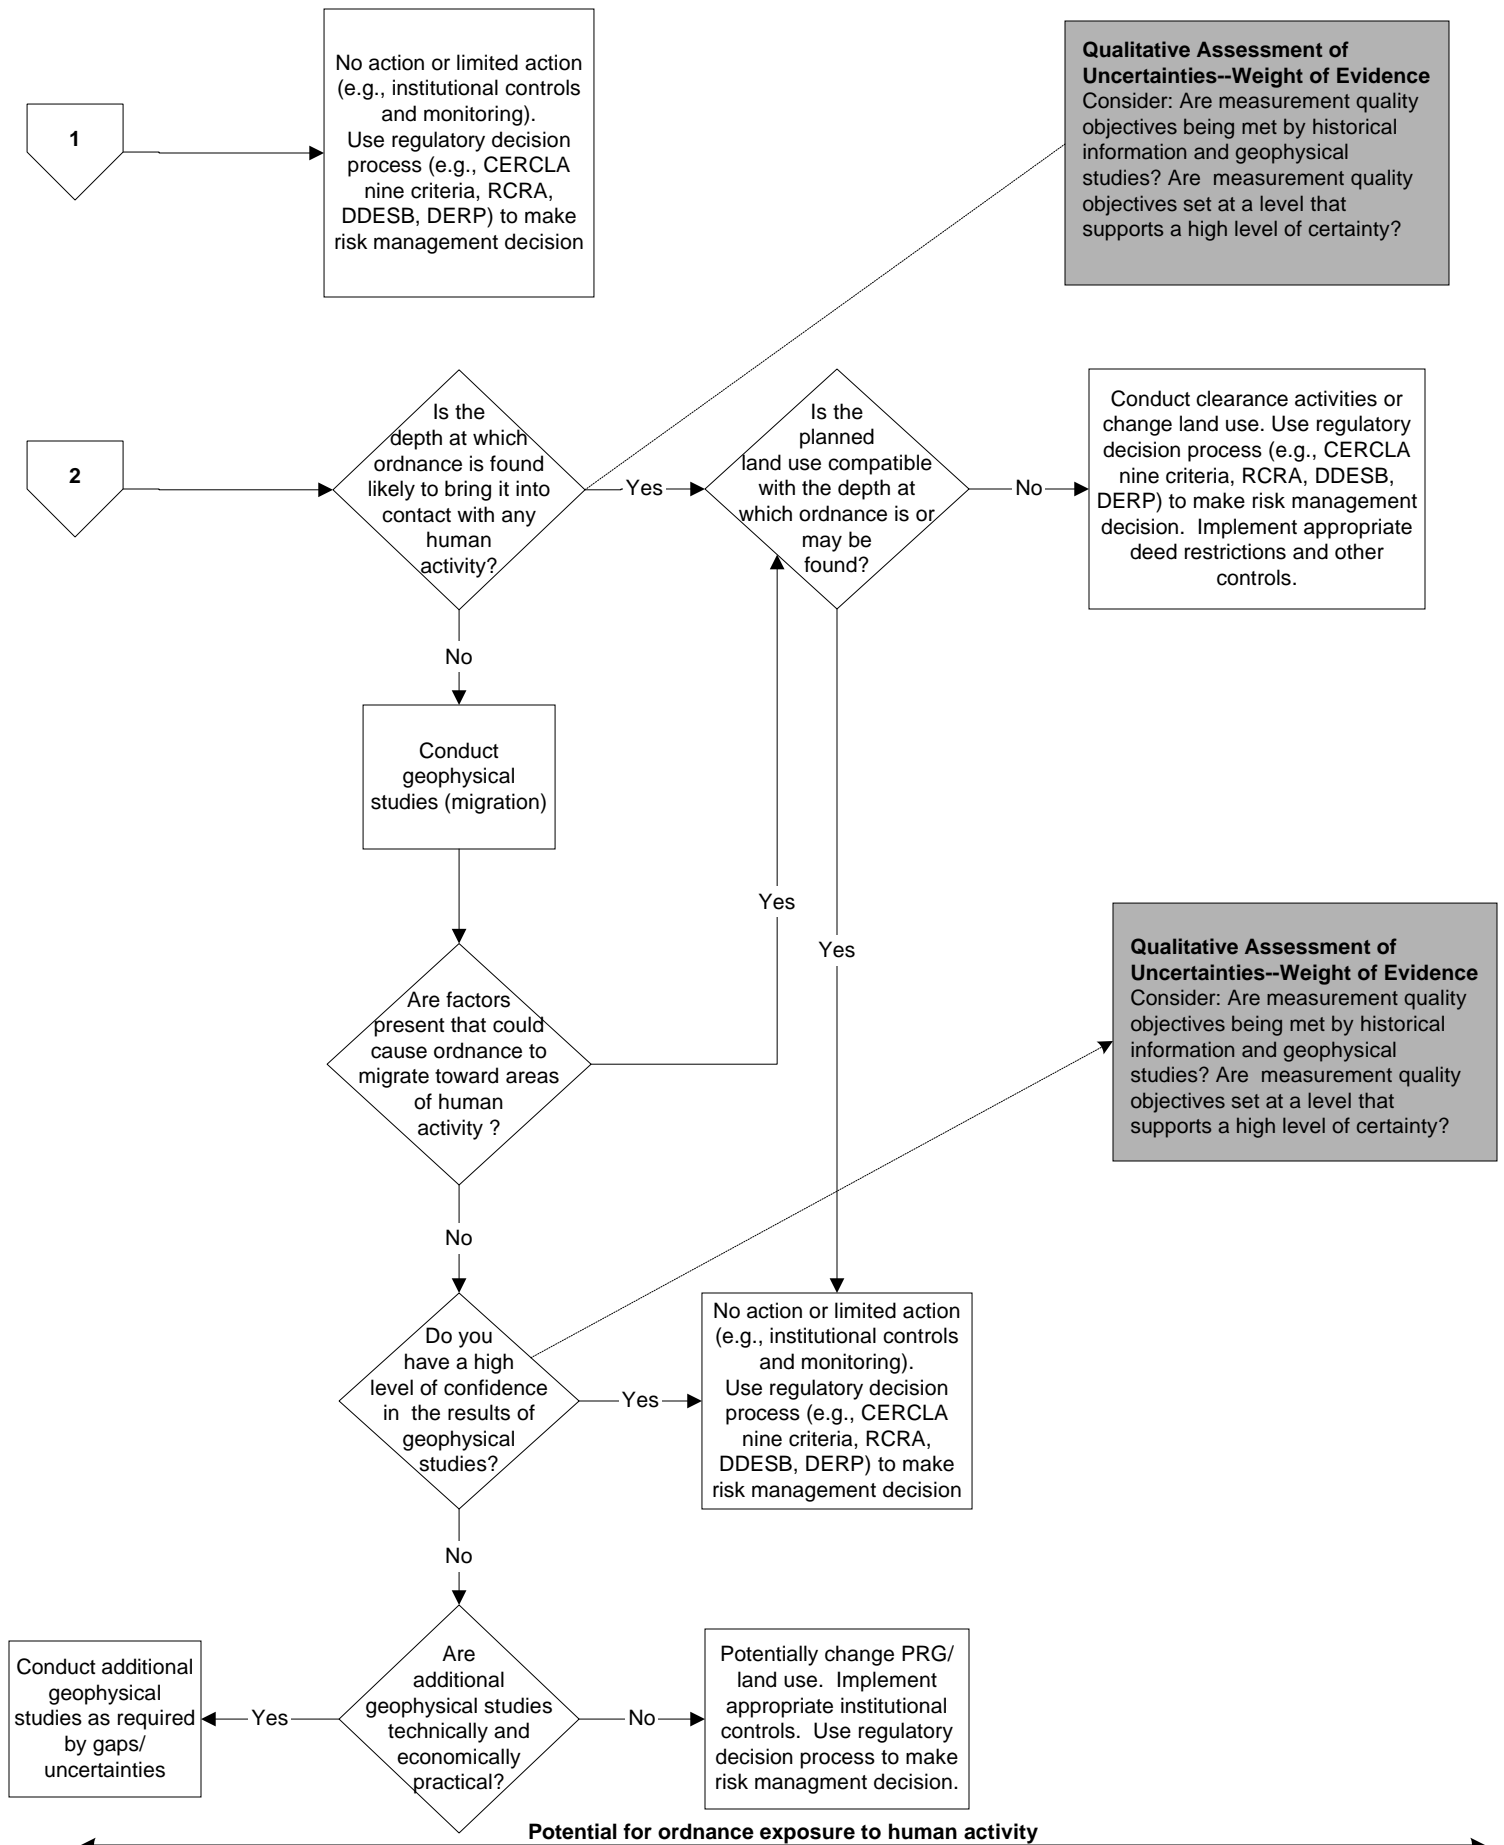 1
No action or limited action
(e.g., institutional controls
and monitoring).
Use regulatory decision
process (e.g., CERCLA
nine criteria, RCRA,
DDESB, DERP) to make
risk management decision
Qualitative Assessment of
Uncertainties--Weight of Evidence
Consider: Are measurement quality
objectives being met by historical
information and geophysical
studies? Are measurement quality
objectives set at a level that
supports a high level of certainty?
2
Is the
depth at which
ordnance is found
likely to bring it into
contact with any
human
activity?
Yes
Is the
planned
land use compatible
with the depth at
which ordnance is or
may be
found?
No
Conduct clearance activities or
change land use. Use regulatory
decision process (e.g., CERCLA
nine criteria, RCRA, DDESB,
DERP) to make risk management
decision. Implement appropriate
deed restrictions and other
controls.
No
Conduct
geophysical
studies (migration)
Yes
Yes
Are factors
present that could
cause ordnance to
migrate toward areas
of human
activity ?
Qualitative Assessment of
Uncertainties--Weight of Evidence
Consider: Are measurement quality
objectives being met by historical
information and geophysical
studies? Are measurement quality
objectives set at a level that
supports a high level of certainty?
No
Do you
have a high
level of confidence
in the results of
geophysical
studies?
Yes
No action or limited action
(e.g., institutional controls
and monitoring).
Use regulatory decision
process (e.g., CERCLA
nine criteria, RCRA,
DDESB, DERP) to make
risk management decision
No
Conduct additional
geophysical
studies as required
by gaps/
uncertainties
Yes
Are
additional
geophysical studies
technically and
economically
practical?
No
Potentially change PRG/
land use. Implement
appropriate institutional
controls. Use regulatory
decision process to make
risk managment decision.
Potential for ordnance exposure to human activity